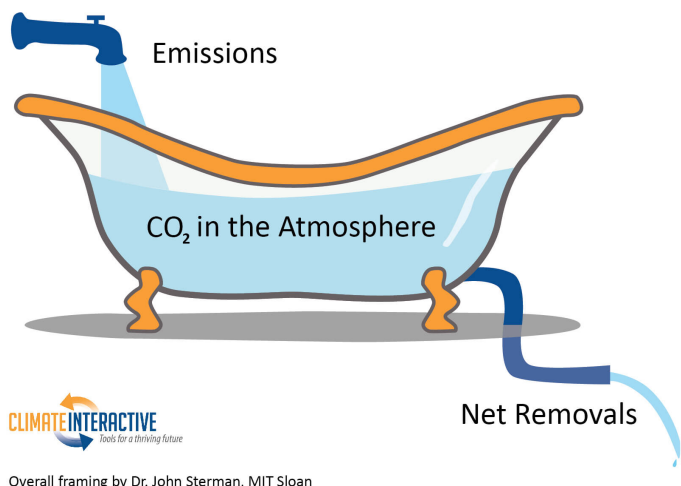 Emissions
CO₂ in the Atmosphere
Net Removals
CLIMATE INTERACTIVE
Tools for a thriving future
Overall framing by Dr. John Sterman, MIT Sloan